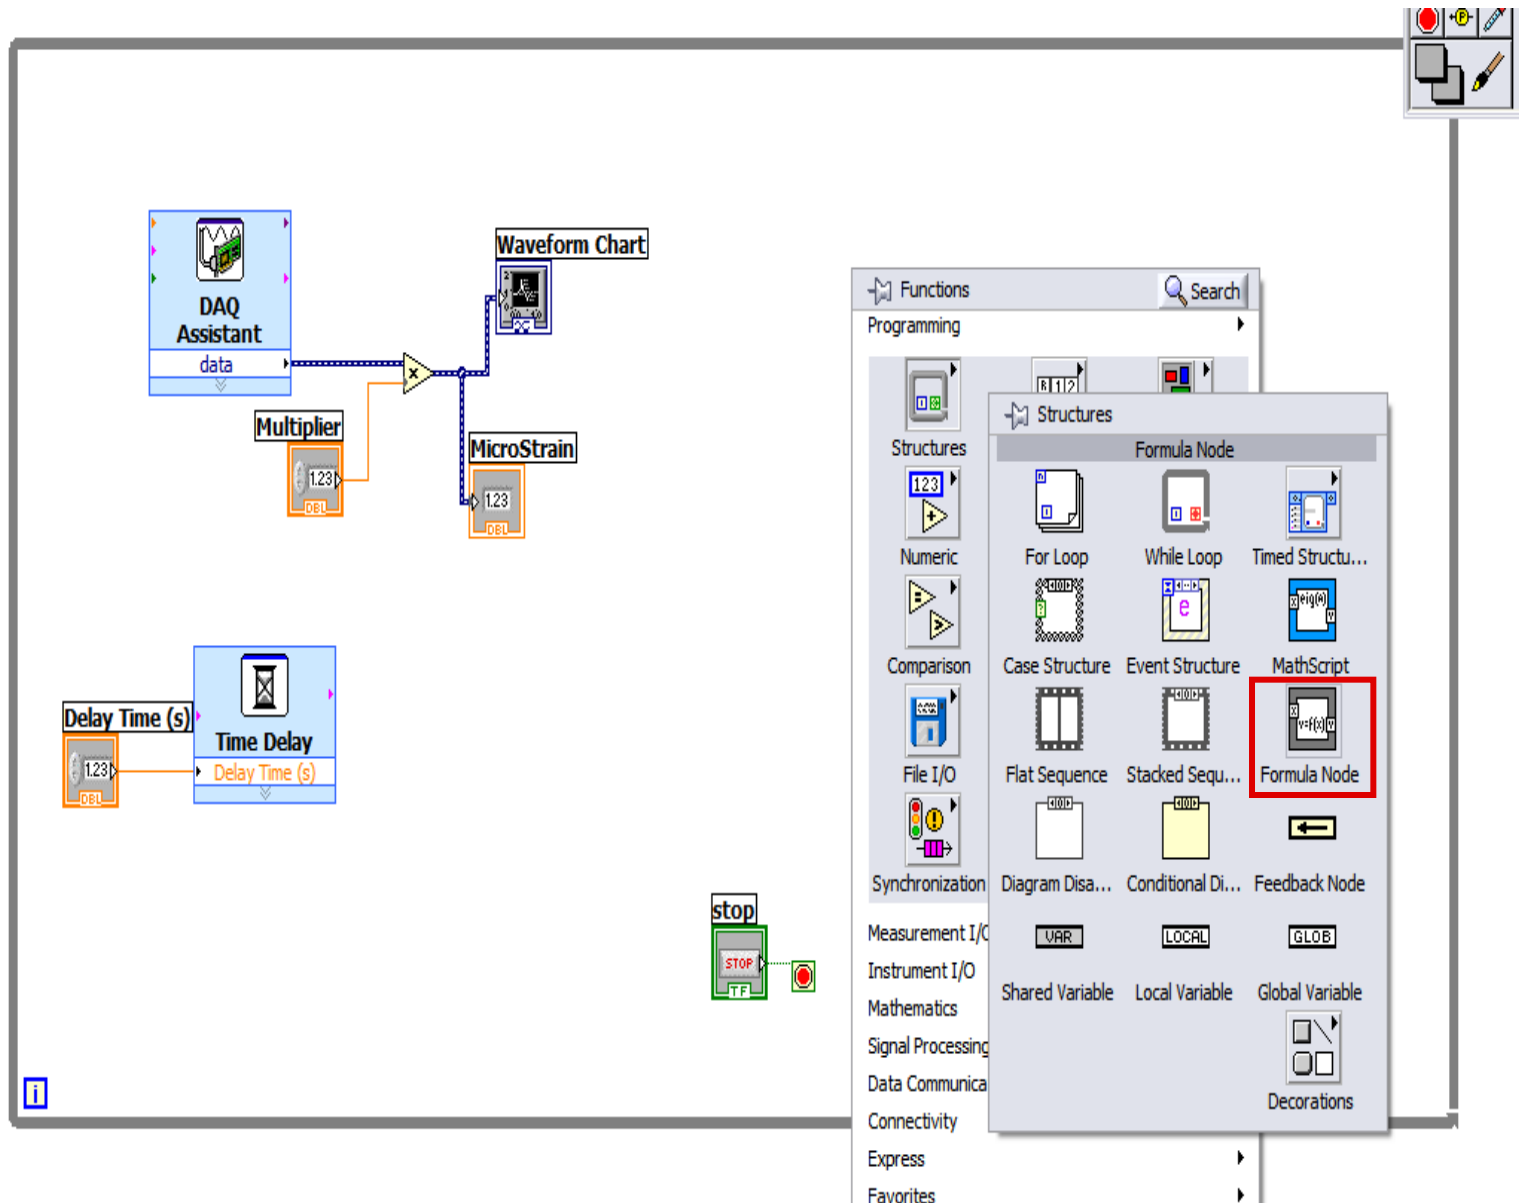 P
Waveform Chart
DAQ
Assistant
data
x
Multiplier
1.23
DBL
MicroStrain
1.23
DBL
Delay Time (s)
1.23
DBL
Time Delay
Delay Time (s)
stop
STOP
TF
i
Functions
Search
Programming
Structures
Numeric
123
Comparison
File I/O
Synchronization
Measurement I/O
Instrument I/O
Mathematics
Signal Processing
Data Communica
Connectivity
Express
Favorites
Structures
Formula Node
For Loop
While Loop
Timed Structu...
Case Structure
Event Structure
e
MathScript
eig(A)
Flat Sequence
Stacked Sequ...
Formula Node
y=f(x)
Diagram Disa...
Conditional Di...
Feedback Node
VAR
LOCAL
GLOB
Shared Variable
Local Variable
Global Variable
Decorations